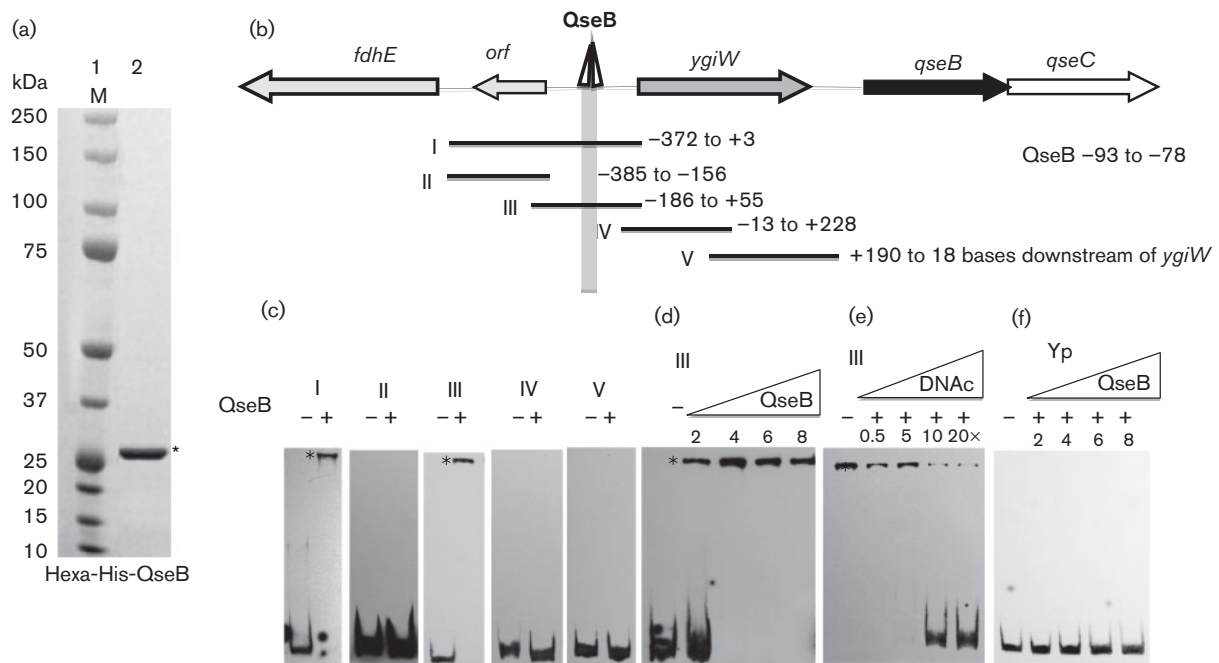 (a)
kDa
1 2
M
250
150
100
75
50
37
25
20
15
10
*
Hexa-His-QseB
(b)
QseB
fdhE orf ygiW qseB qseC
I −372 to +3
QseB −93 to −78
II −385 to −156
III −186 to +55
IV −13 to +228
V +190 to 18 bases downstream of ygiW
(c)
I II III IV V
QseB − + − + − + − + − +
*
*
(d)
III
QseB
−
2 4 6 8
*
(e)
III
DNAc
− + + + +
0.5 5 10 20×
*
(f)
Yp
QseB
− + + + +
2 4 6 8